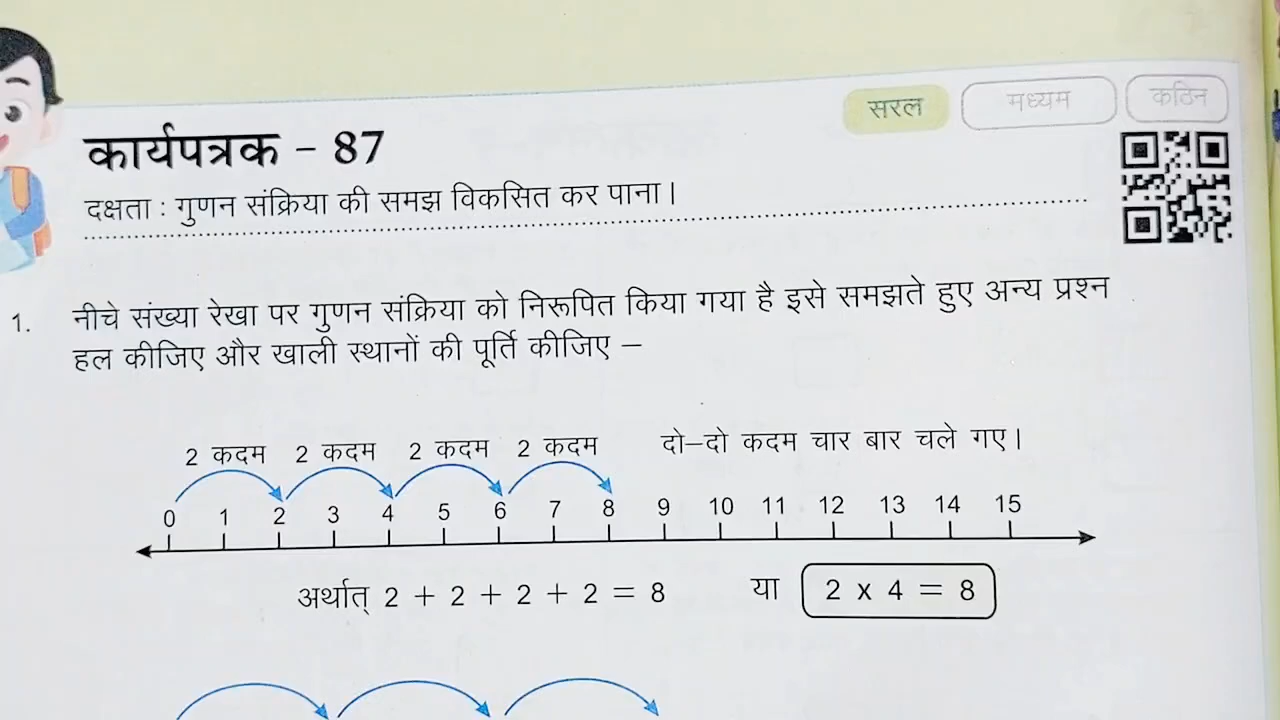 सरल मध्यम कठिन
कार्यपत्रक - 87
दक्षता : गुणन संक्रिया की समझ विकसित कर पाना।
1. नीचे संख्या रेखा पर गुणन संक्रिया को निरूपित किया गया है इसे समझते हुए अन्य प्रश्न
हल कीजिए और खाली स्थानों की पूर्ति कीजिए –
2 कदम 2 कदम 2 कदम 2 कदम दो–दो कदम चार बार चले गए।
0 1 2 3 4 5 6 7 8 9 10 11 12 13 14 15
अर्थात् 2 + 2 + 2 + 2 = 8 या 2 x 4 = 8